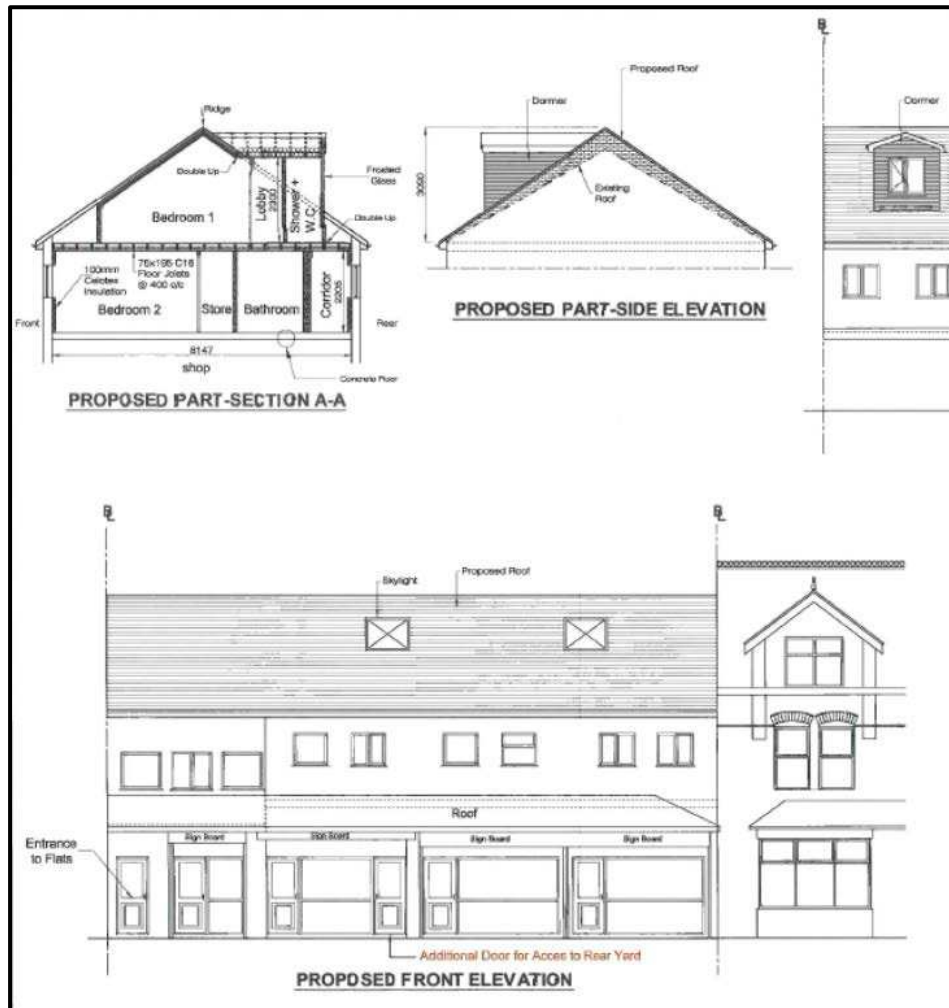 Ridge
Double Up
Bedroom 1
Lobby
2300
Shower +
W.C.
Frosted
Glass
Double Up
100mm
Celotex
Insulation
75x195 C16
Floor Joists
@ 400 c/c
Bedroom 2
Store
Bathroom
Corridor
2205
Front
Rear
8147
shop
Concrete Floor
PROPOSED PART-SECTION A-A
Proposed Roof
Dormer
3090
Existing
Roof
PROPOSED PART-SIDE ELEVATION
Dormer
Skylight
Proposed Roof
Roof
Entrance
to Flats
Sign Board
Sign Board
Sign Board
Sign Board
Additional Door for Acces to Rear Yard
PROPOSED FRONT ELEVATION